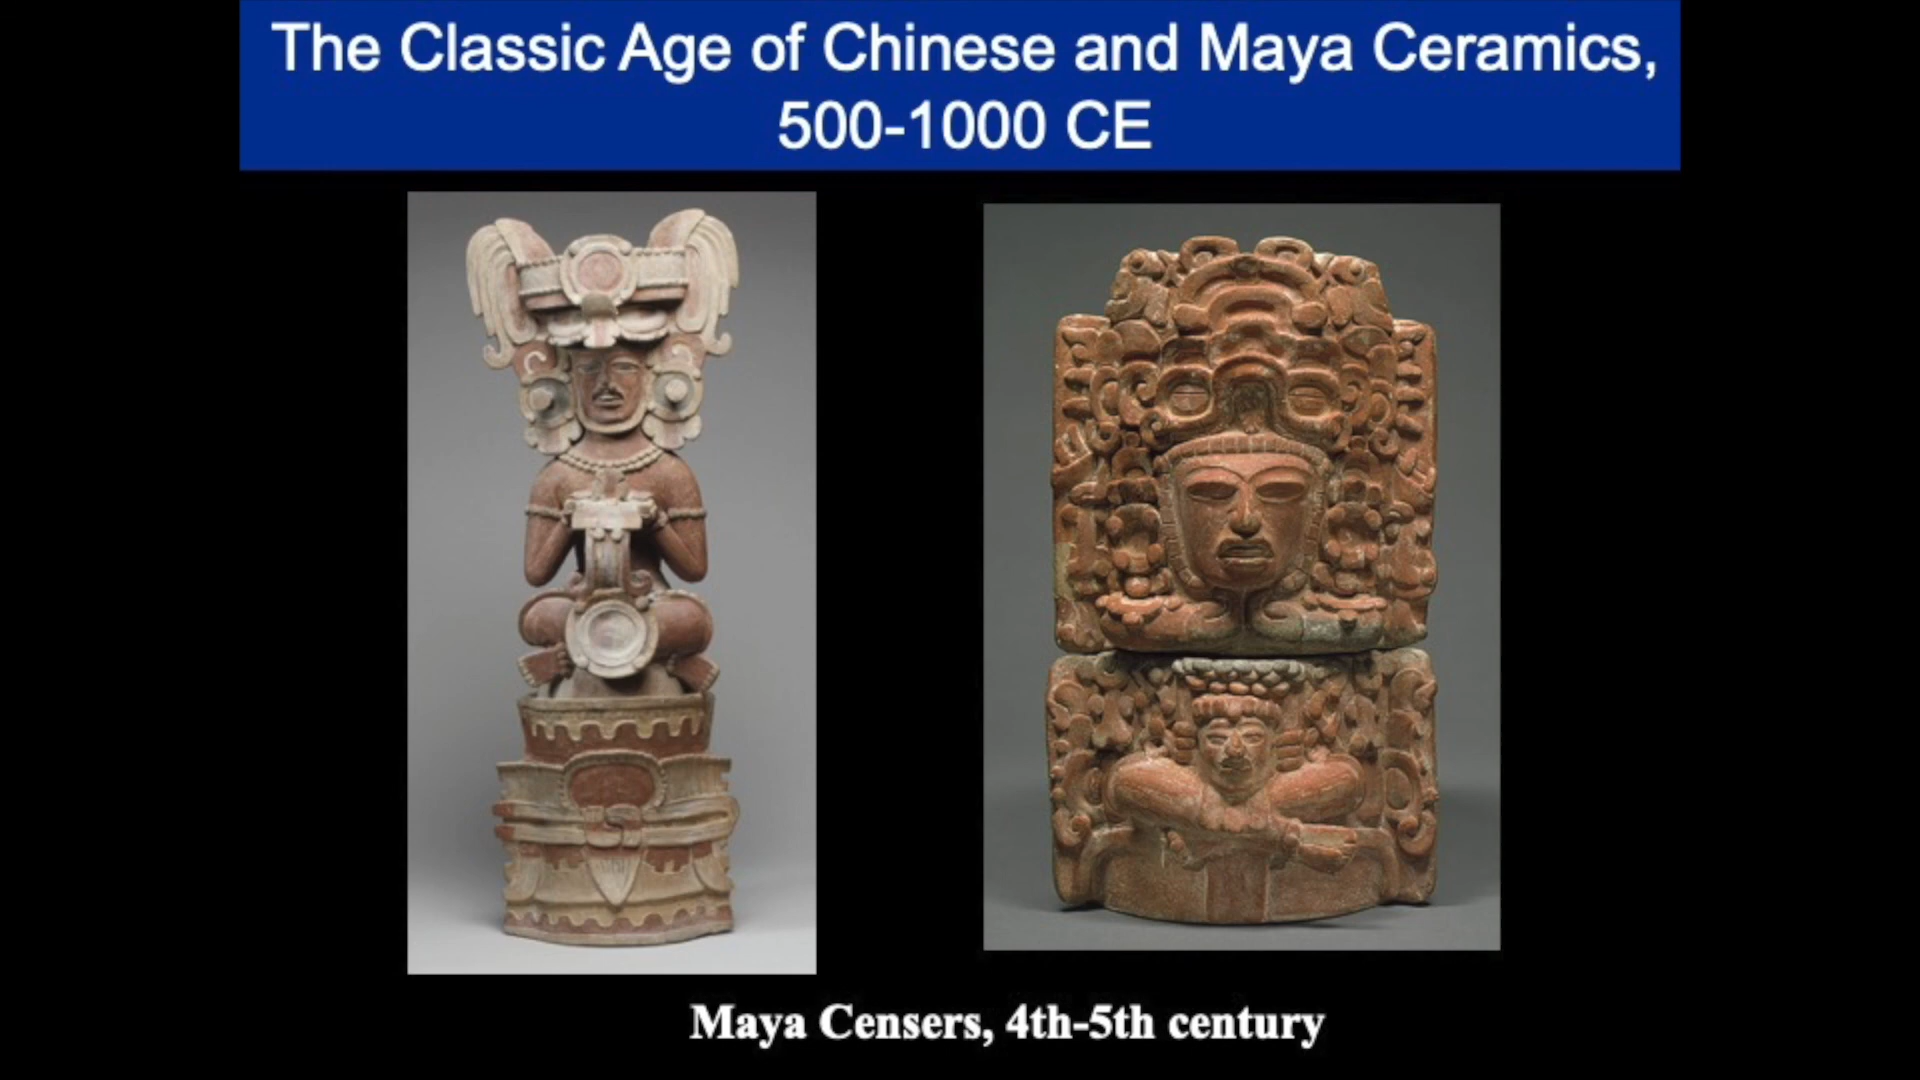 The Classic Age of Chinese and Maya Ceramics,
500-1000 CE
Maya Censers, 4th-5th century